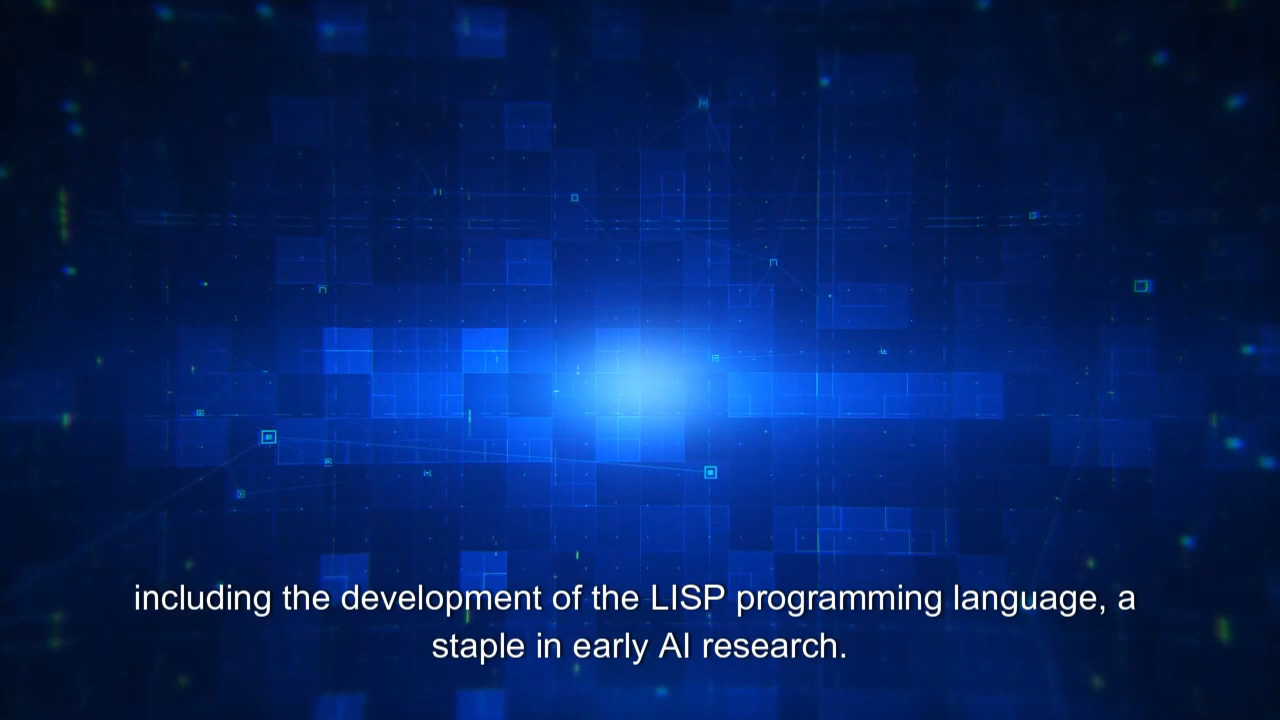 including the development of the LISP programming language, a
staple in early AI research.